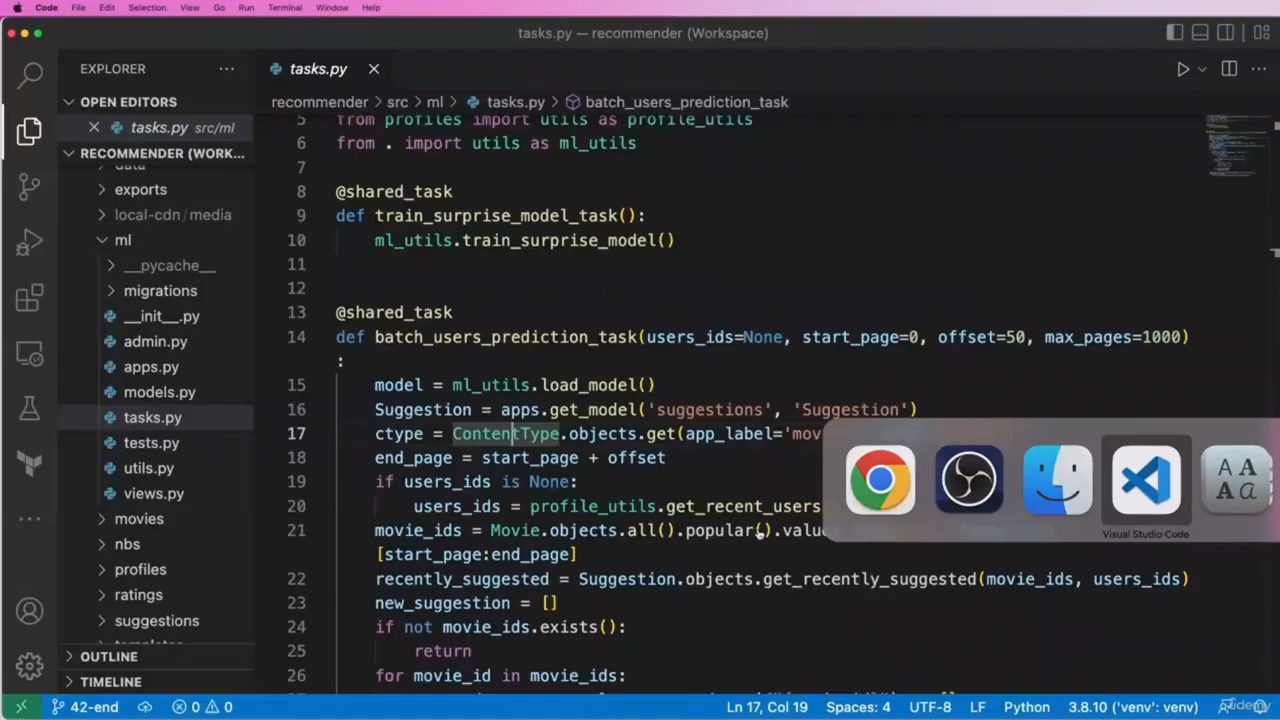 Code File Edit Selection View Go Run Terminal Window Help
tasks.py — recommender (Workspace)
EXPLORER
tasks.py
OPEN EDITORS
recommender > src > ml > tasks.py > batch_users_prediction_task
tasks.py src/ml
RECOMMENDER (WORK...
data
exports
local-cdn/media
ml
__pycache__
migrations
__init__.py
admin.py
apps.py
models.py
tasks.py
tests.py
utils.py
views.py
movies
nbs
profiles
ratings
suggestions
templates
OUTLINE
TIMELINE
5 from profiles import utils as profile_utils
6 from . import utils as ml_utils
7
8 @shared_task
9 def train_surprise_model_task():
10 ml_utils.train_surprise_model()
11
12
13 @shared_task
14 def batch_users_prediction_task(users_ids=None, start_page=0, offset=50, max_pages=1000)
:
15 model = ml_utils.load_model()
16 Suggestion = apps.get_model('suggestions', 'Suggestion')
17 ctype = ContentType.objects.get(app_label='mov
18 end_page = start_page + offset
19 if users_ids is None:
20 users_ids = profile_utils.get_recent_users
21 movie_ids = Movie.objects.all().popular().valu
[start_page:end_page]
22 recently_suggested = Suggestion.objects.get_recently_suggested(movie_ids, users_ids)
23 new_suggestion = []
24 if not movie_ids.exists():
25 return
26 for movie_id in movie_ids:
Visual Studio Code
42-end 0 0 Ln 17, Col 19 Spaces: 4 UTF-8 LF Python 3.8.10 ('venv': venv)
Udemy